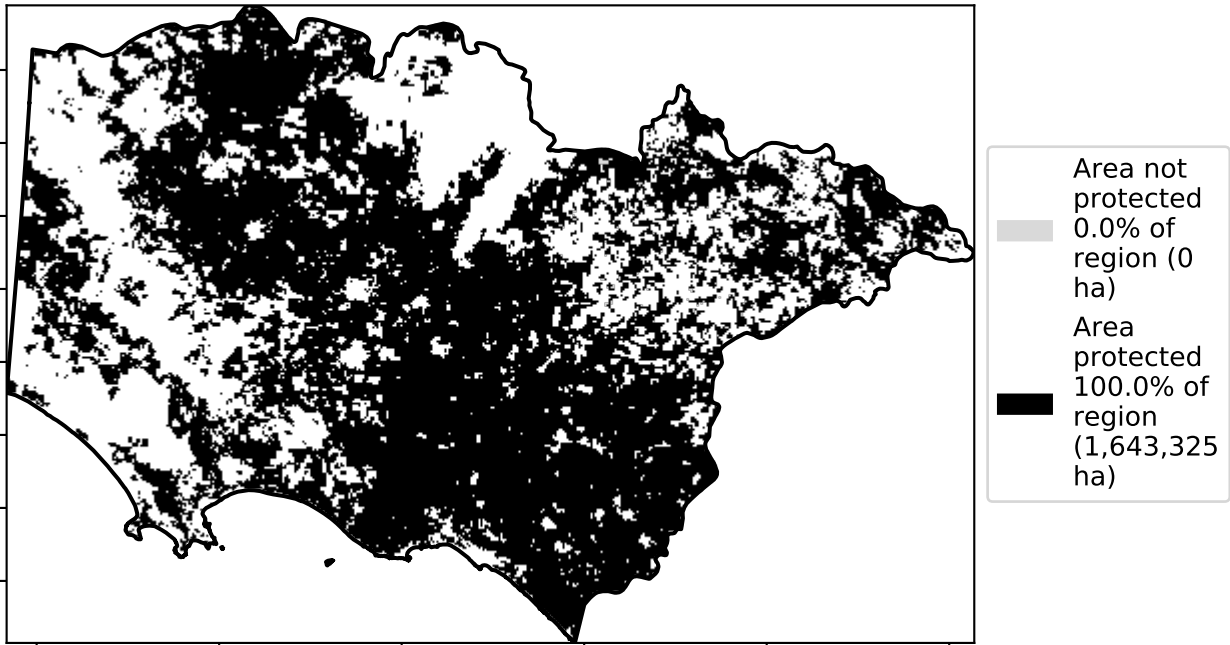 Area not
protected
0.0% of
region (0
ha)
Area
protected
100.0% of
region
(1,643,325
ha)